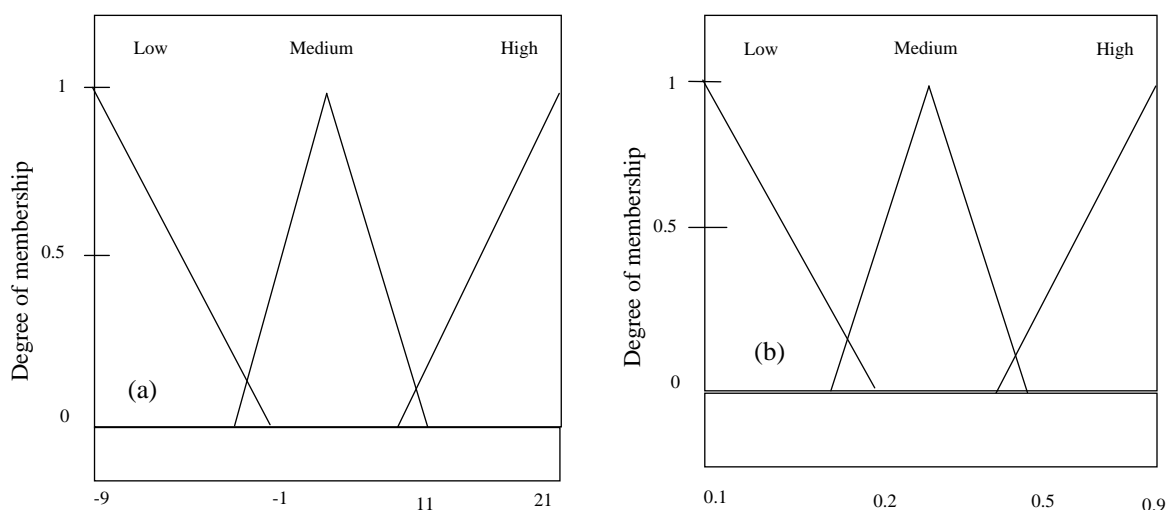 Low Medium High
1
Degree of membership
0.5
(a)
0
-9 -1 11 21
Low Medium High
1
Degree of membership
0.5
(b)
0
0.1 0.2 0.5 0.9